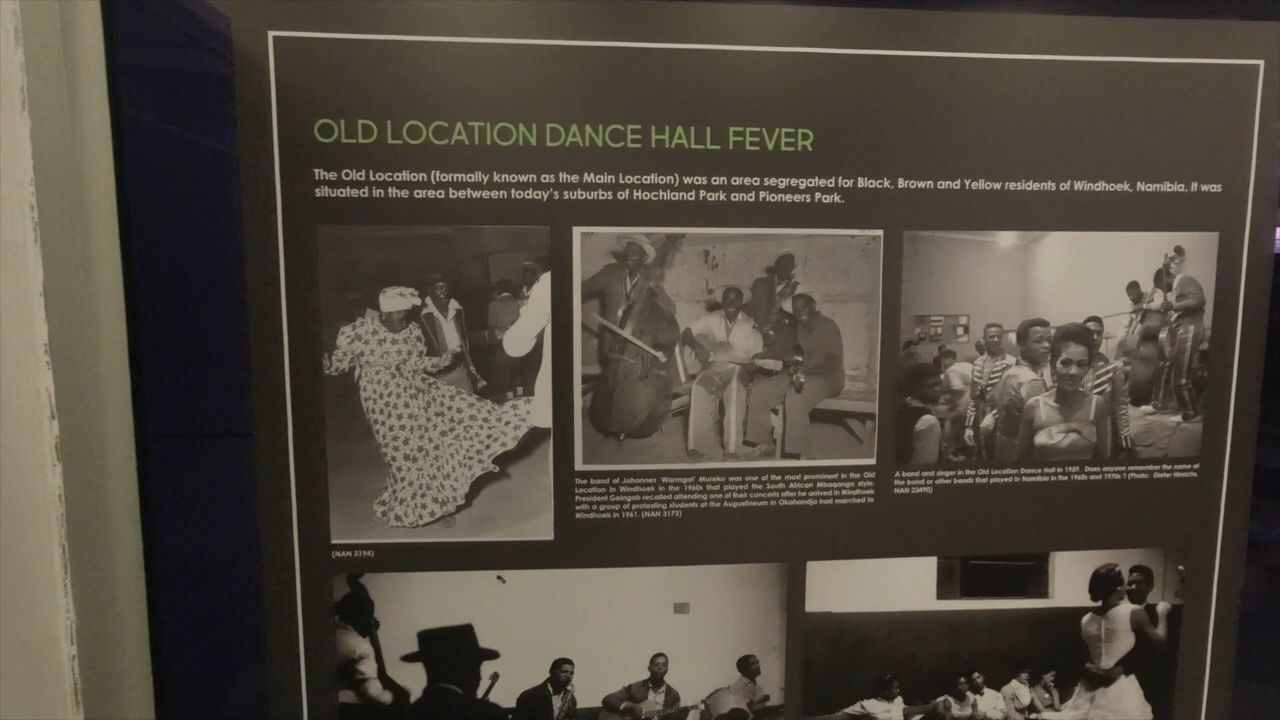 OLD LOCATION DANCE HALL FEVER
The Old Location (formally known as the Main Location) was an area segregated for Black, Brown and Yellow residents of Windhoek, Namibia. It was
situated in the area between today's suburbs of Hochland Park and Pioneers Park.
The band of Johannes 'Warmgat' Mureko was one of the most prominent in the Old
Location in Windhoek in the 1960s that played the South African Mbaqanga style.
President Geingob recalled attending one of their concerts after he arrived in Windhoek
with a group of protesting students at the Augustineum in Okahandja had marched to
Windhoek in 1961. (NAN 3173)
A band and singer in the Old Location Dance Hall in 1959. Does anyone remember the name of
the band or other bands that played in Namibia in the 1960s and 1970s ? (Photo: Dieter Hinrichs,
NAN 23490)
(NAN 3194)